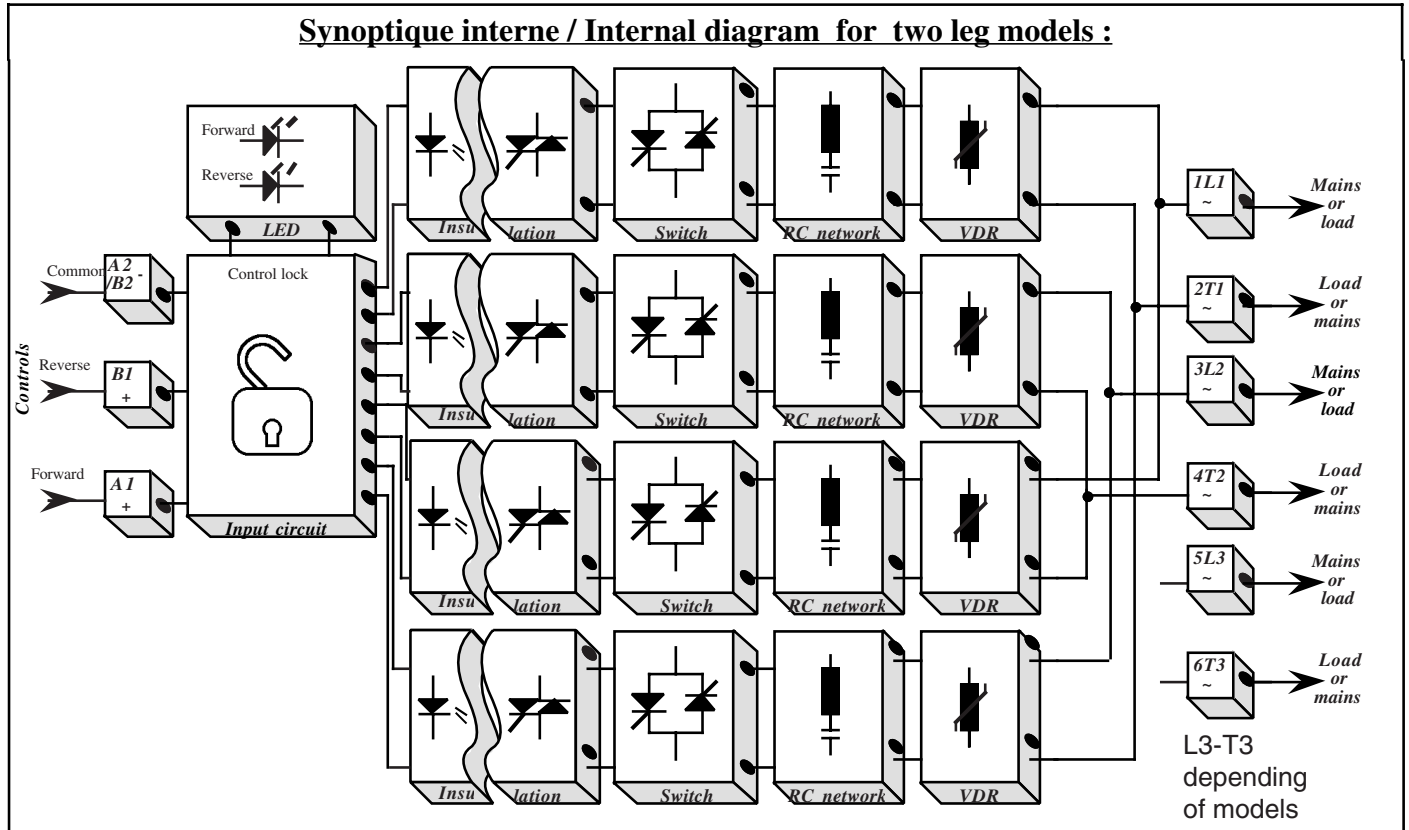 Synoptique interne / Internal diagram for two leg models :
Forward
Reverse
LED
Insu lation
Switch
RC network
VDR
1L1
~
Mains
or
load
Common
A2
/B2 -
Control lock
2T1
~
Load
or
mains
Controls
Reverse
B1
+
Insu lation
Switch
RC network
VDR
3L2
~
Mains
or
load
Forward
A1
+
Input circuit
4T2
~
Load
or
mains
Insu lation
Switch
RC network
VDR
5L3
~
Mains
or
load
6T3
~
Load
or
mains
Insu lation
Switch
RC network
VDR
L3-T3
depending
of models